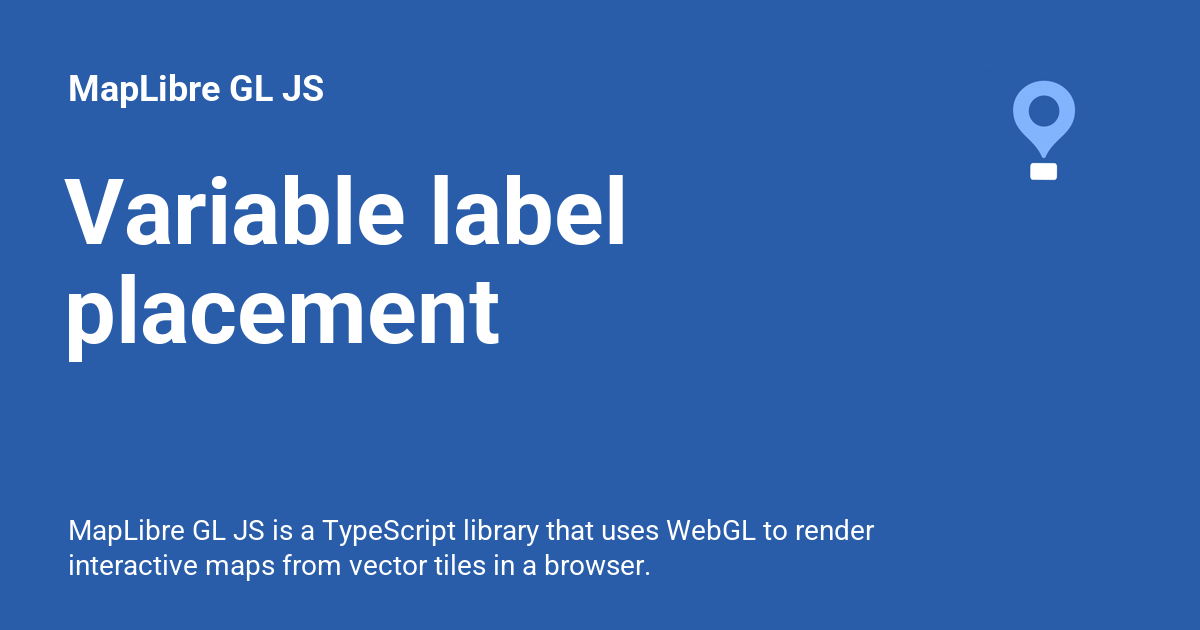 MapLibre GL JS
Variable label
placement
MapLibre GL JS is a TypeScript library that uses WebGL to render
interactive maps from vector tiles in a browser.